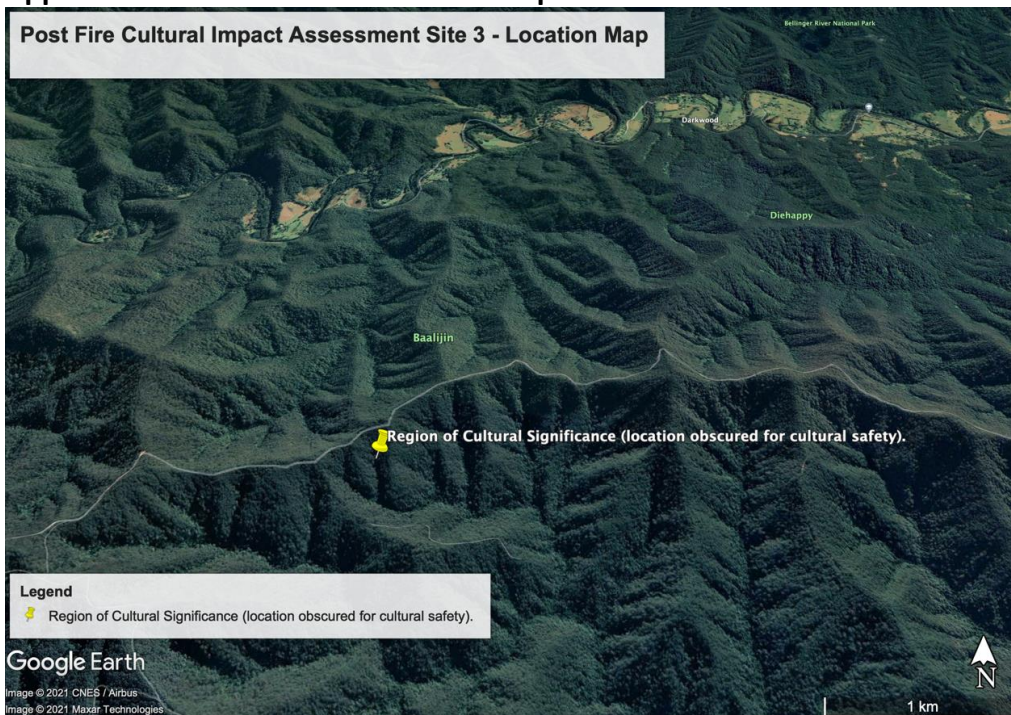 Post Fire Cultural Impact Assessment Site 3 - Location Map
Bellinger River National Park
Darkwood
Diehappy
Baalijin
Region of Cultural Significance (location obscured for cultural safety).
Legend
Region of Cultural Significance (location obscured for cultural safety).
Google Earth
Image © 2021 CNES / Airbus
Image © 2021 Maxar Technologies
N
1 km